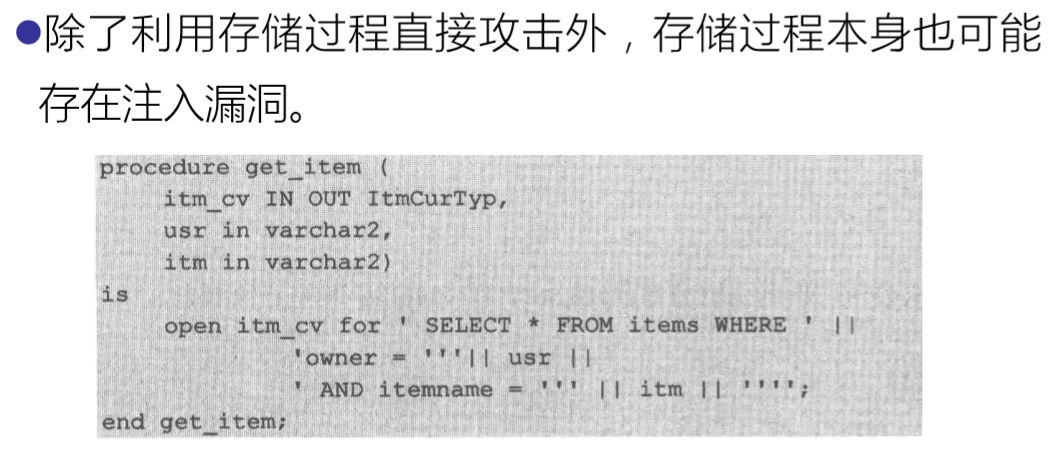 ●除了利用存储过程直接攻击外，存储过程本身也可能
存在注入漏洞。
procedure get_item (
itm_cv IN OUT ItmCurTyp,
usr in varchar2,
itm in varchar2)
is
open itm_cv for ' SELECT * FROM items WHERE ' ||
'owner = '''|| usr ||
' AND itemname = ''' || itm || '''';
end get_item;